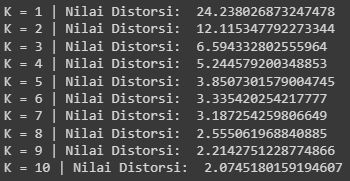 K = 1 | Nilai Distorsi:  24.238026873247478
K = 2 | Nilai Distorsi:  12.115347792273344
K = 3 | Nilai Distorsi:  6.594332802555964
K = 4 | Nilai Distorsi:  5.244579200348853
K = 5 | Nilai Distorsi:  3.8507301579004745
K = 6 | Nilai Distorsi:  3.335420254217777
K = 7 | Nilai Distorsi:  3.187254259806649
K = 8 | Nilai Distorsi:  2.555061968840885
K = 9 | Nilai Distorsi:  2.2142751228774866
K = 10 | Nilai Distorsi:  2.0745180159194607